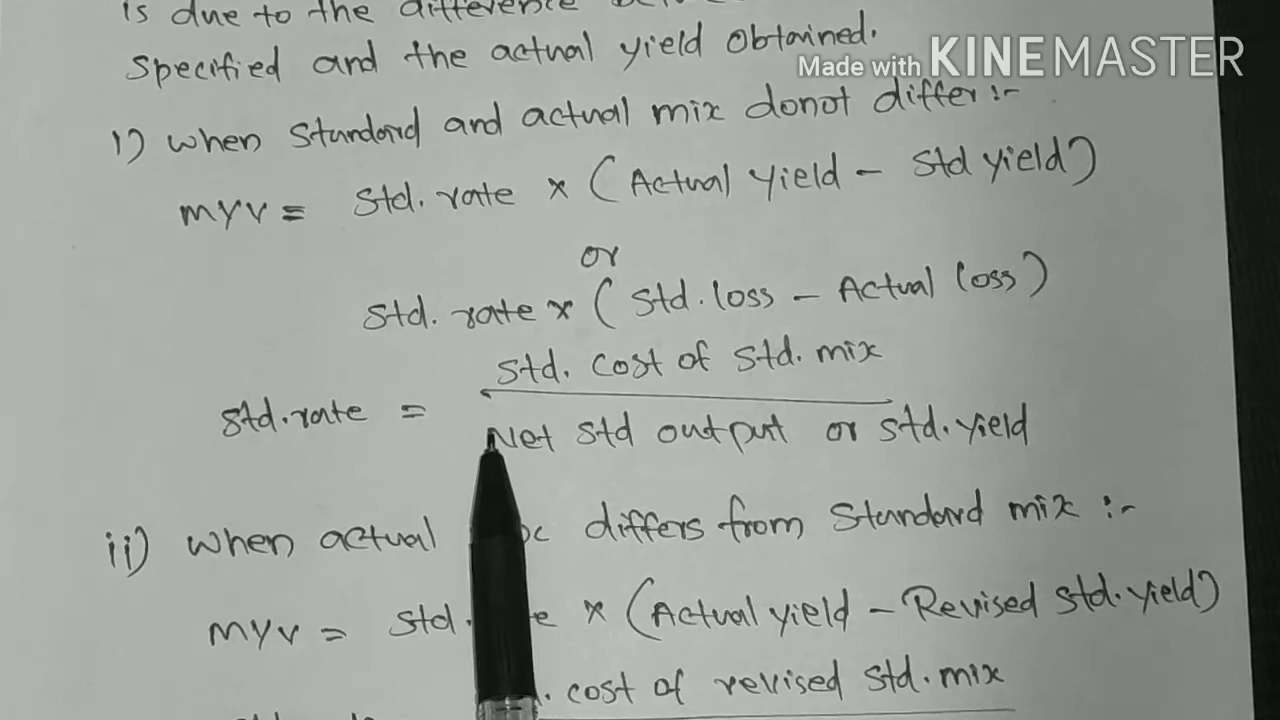 is due to the difference
specified and the actual yield obtained.
Made with KINEMASTER
i) when standard and actual mix donot differ :-
MYV = Std. rate × (Actual yield - Std yield)
or
Std. rate × (Std. loss - Actual loss)
std.rate = Std. cost of std. mix
Net std output or std. yield
ii) when actual differs from standard mix :-
MYV = Std. × (Actual yield - Revised Std. yield)
cost of revised std. mix